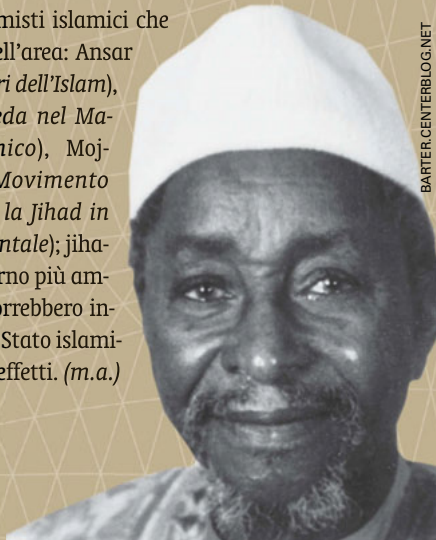 misti islamici che
ell’area: Ansar
ri dell’Islam),
eda nel Ma-
nico), Moj-
Movimento
la Jihad in
ntale); jiha-
rno più am-
orrebbero in-
Stato islami-
effetti. (m.a.)
BARTER.CENTERBLOG.NET